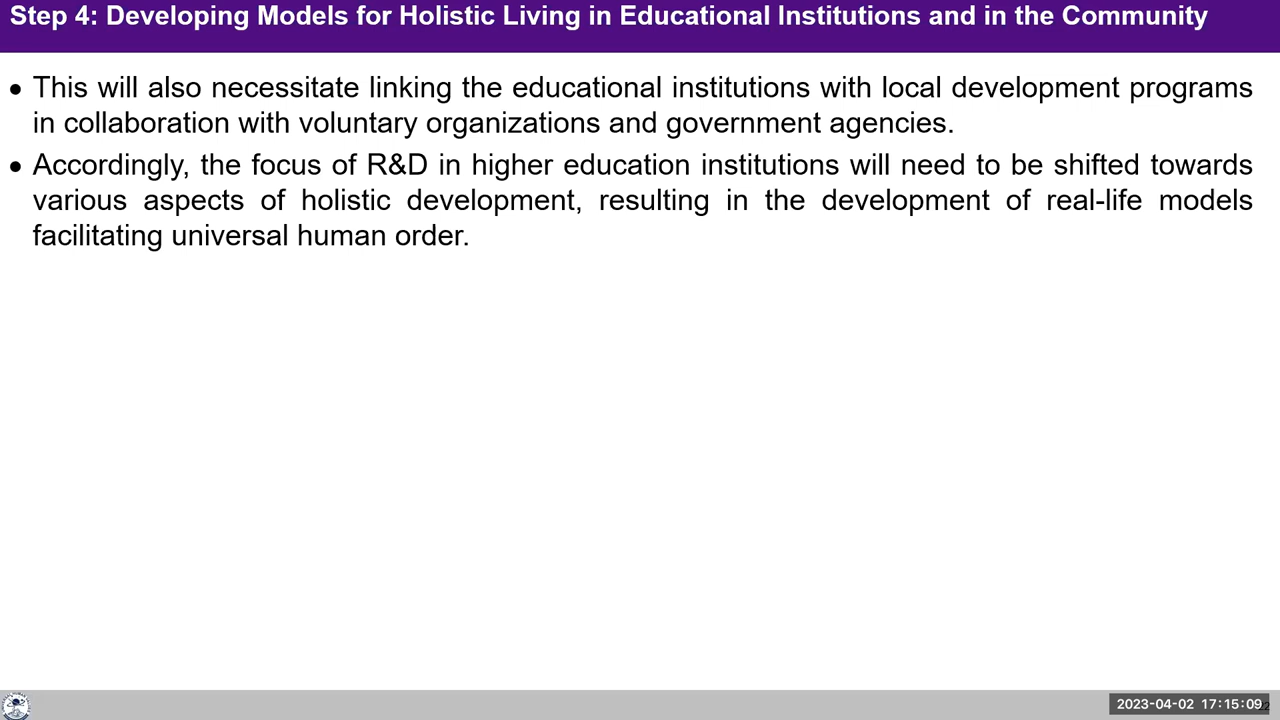 Step 4: Developing Models for Holistic Living in Educational Institutions and in the Community
• This will also necessitate linking the educational institutions with local development programs
in collaboration with voluntary organizations and government agencies.
• Accordingly, the focus of R&D in higher education institutions will need to be shifted towards
various aspects of holistic development, resulting in the development of real-life models
facilitating universal human order.
2023-04-02 17:15:09